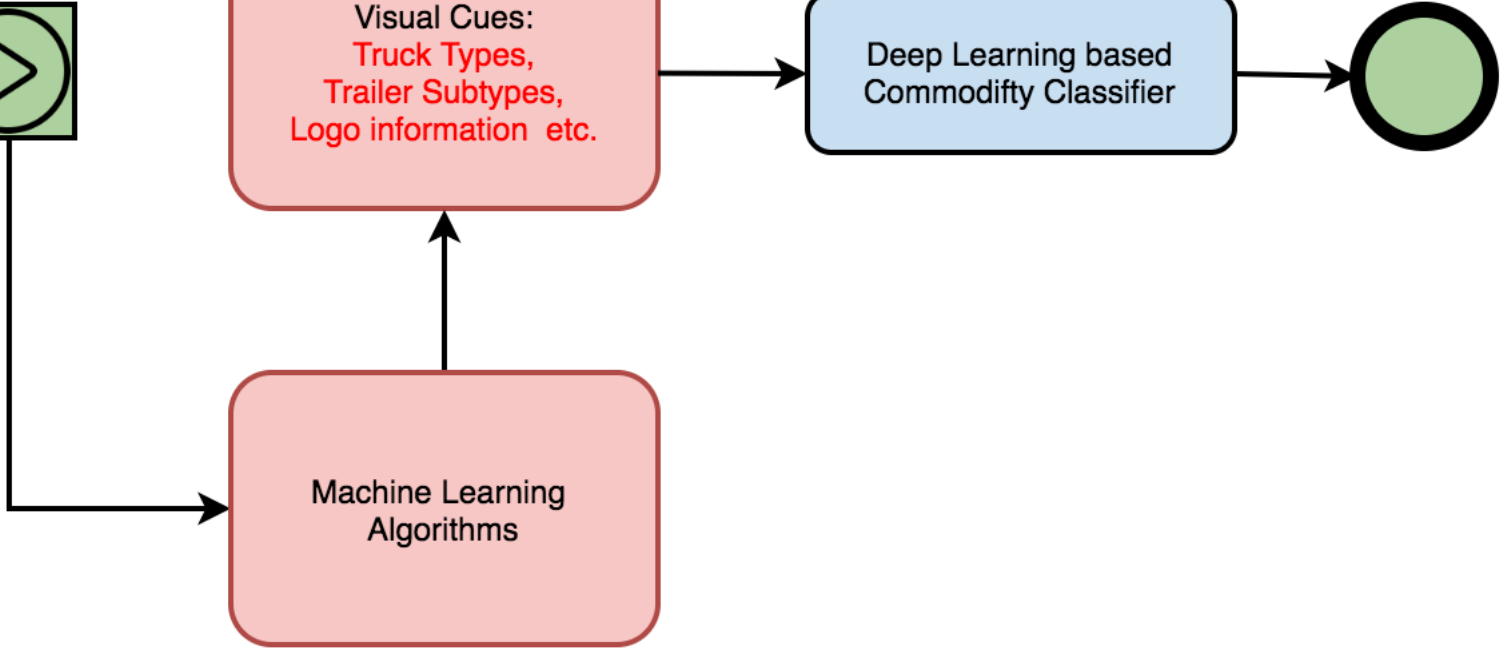 Visual Cues:
Truck Types,
Trailer Subtypes,
Logo information  etc.
Deep Learning based
Commodifty Classifier
Machine Learning
Algorithms